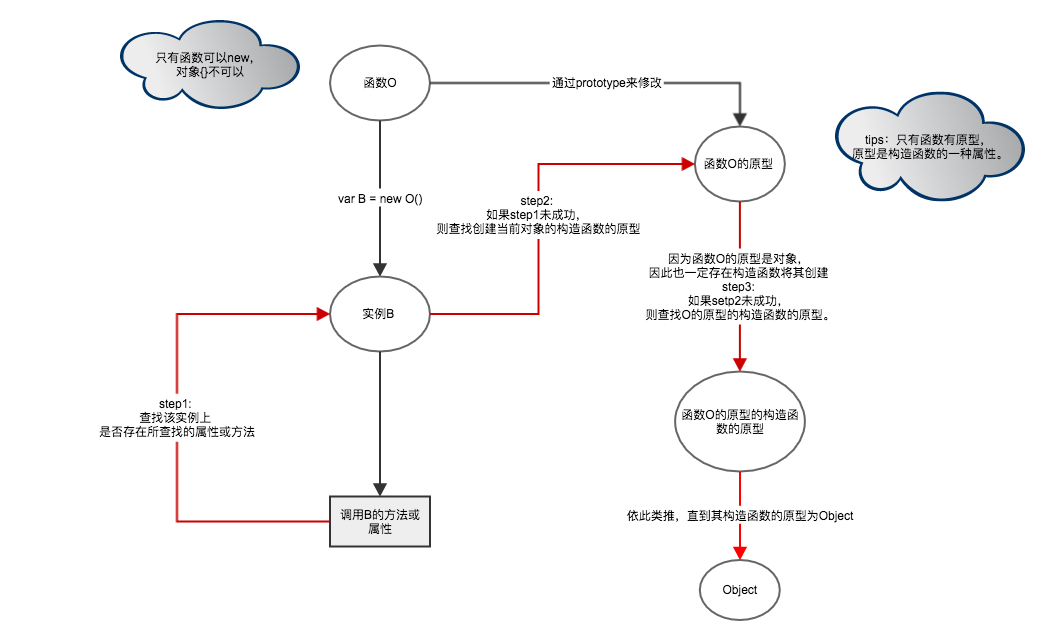 只有函数可以new,
对象{}不可以
函数O
通过prototype来修改
tips：只有函数有原型，
原型是构造函数的一种属性。
函数O的原型
var B = new O()
step2:
如果step1未成功，
则查找创建当前对象的构造函数的原型
因为函数O的原型是对象，
因此也一定存在构造函数将其创建
step3:
如果setp2未成功，
则查找O的原型的构造函数的原型。
实例B
step1:
查找该实例上
是否存在所查找的属性或方法
函数O的原型的构造函
数的原型
调用B的方法或
属性
依此类推，直到其构造函数的原型为Object
Object